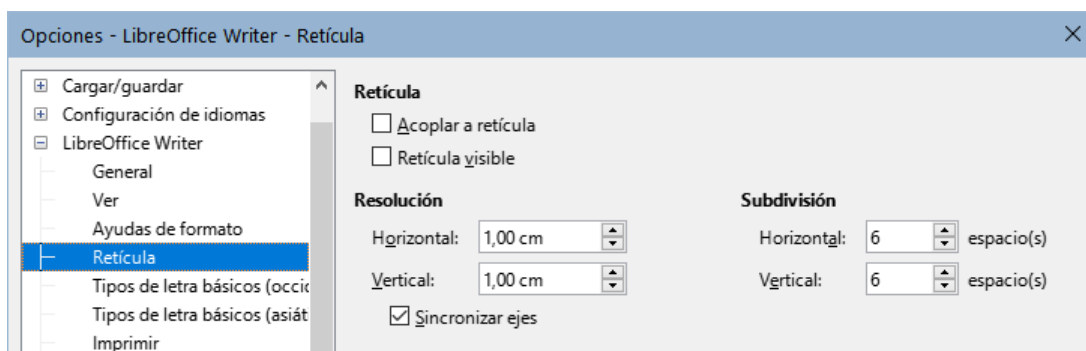 Opciones - LibreOffice Writer - Retícula
Cargar/guardar
Configuración de idiomas
LibreOffice Writer
General
Ver
Ayudas de formato
Retícula
Tipos de letra básicos (occid
Tipos de letra básicos (asiát
Imprimir
Retícula
Acoplar a retícula
Retícula visible
Resolución
Horizontal: 1,00 cm
Vertical: 1,00 cm
Sincronizar ejes
Subdivisión
Horizontal: 6 espacio(s)
Vertical: 6 espacio(s)